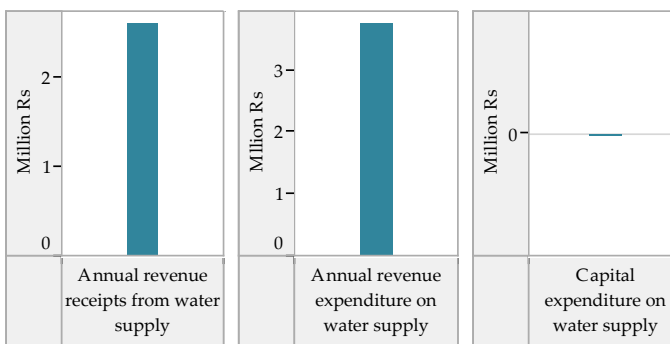 Million Rs
2
1
0
Annual revenue
receipts from water
supply
Million Rs
3
2
1
0
Annual revenue
expenditure on
water supply
Million Rs
0
Capital
expenditure on
water supply